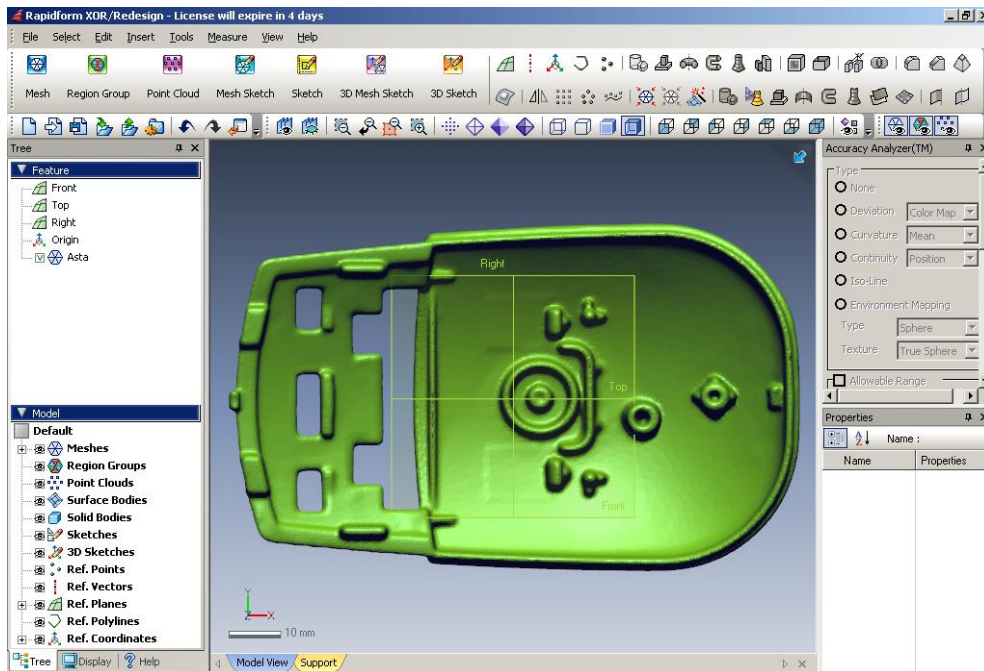 Rapidform XOR/Redesign - License will expire in 4 days
File Select Edit Insert Tools Measure View Help
Mesh Region Group Point Cloud Mesh Sketch Sketch 3D Mesh Sketch 3D Sketch
Tree
Feature
Front
Top
Right
Origin
Asta
Model
Default
Meshes
Region Groups
Point Clouds
Surface Bodies
Solid Bodies
Sketches
3D Sketches
Ref. Points
Ref. Vectors
Ref. Planes
Ref. Polylines
Ref. Coordinates
Tree Display Help
Right
Top
Front
Y
Z X
10 mm
Model View Support
Accuracy Analyzer(TM)
Type
None
Deviation Color Map
Curvature Mean
Continuity Position
Iso-Line
Environment Mapping
Type Sphere
Texture True Sphere
Allowable Range
Properties
Name :
Name Properties